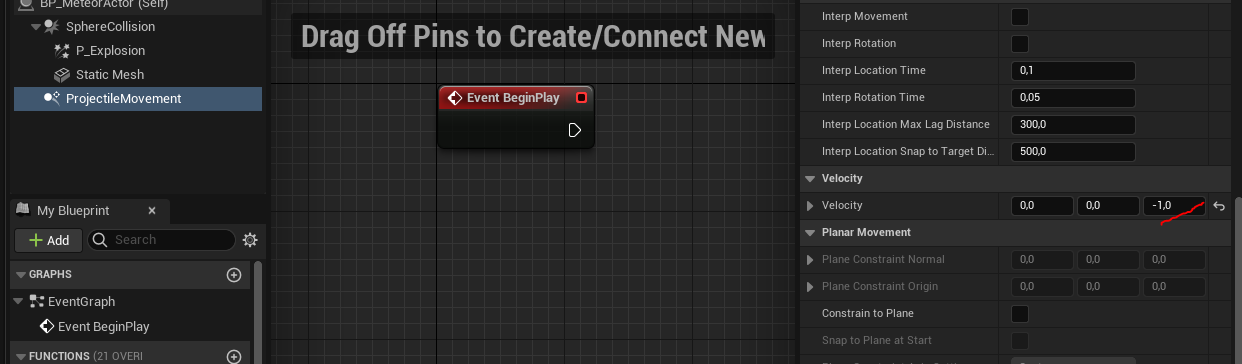 BP_MeteorActor (Self)
SphereCollision
P_Explosion
Static Mesh
ProjectileMovement
My Blueprint
Add
Search
GRAPHS
EventGraph
Event BeginPlay
FUNCTIONS (21 OVERI
Drag Off Pins to Create/Connect New
Event BeginPlay
Interp Movement
Interp Rotation
Interp Location Time 0,1
Interp Rotation Time 0,05
Interp Location Max Lag Distance 300,0
Interp Location Snap to Target Di... 500,0
Velocity
Velocity 0,0 0,0 -1,0
Planar Movement
Plane Constraint Normal 0,0 0,0 0,0
Plane Constraint Origin 0,0 0,0 0,0
Constrain to Plane
Snap to Plane at Start